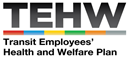 TEHW
Transit Employees'
Health and Welfare Plan